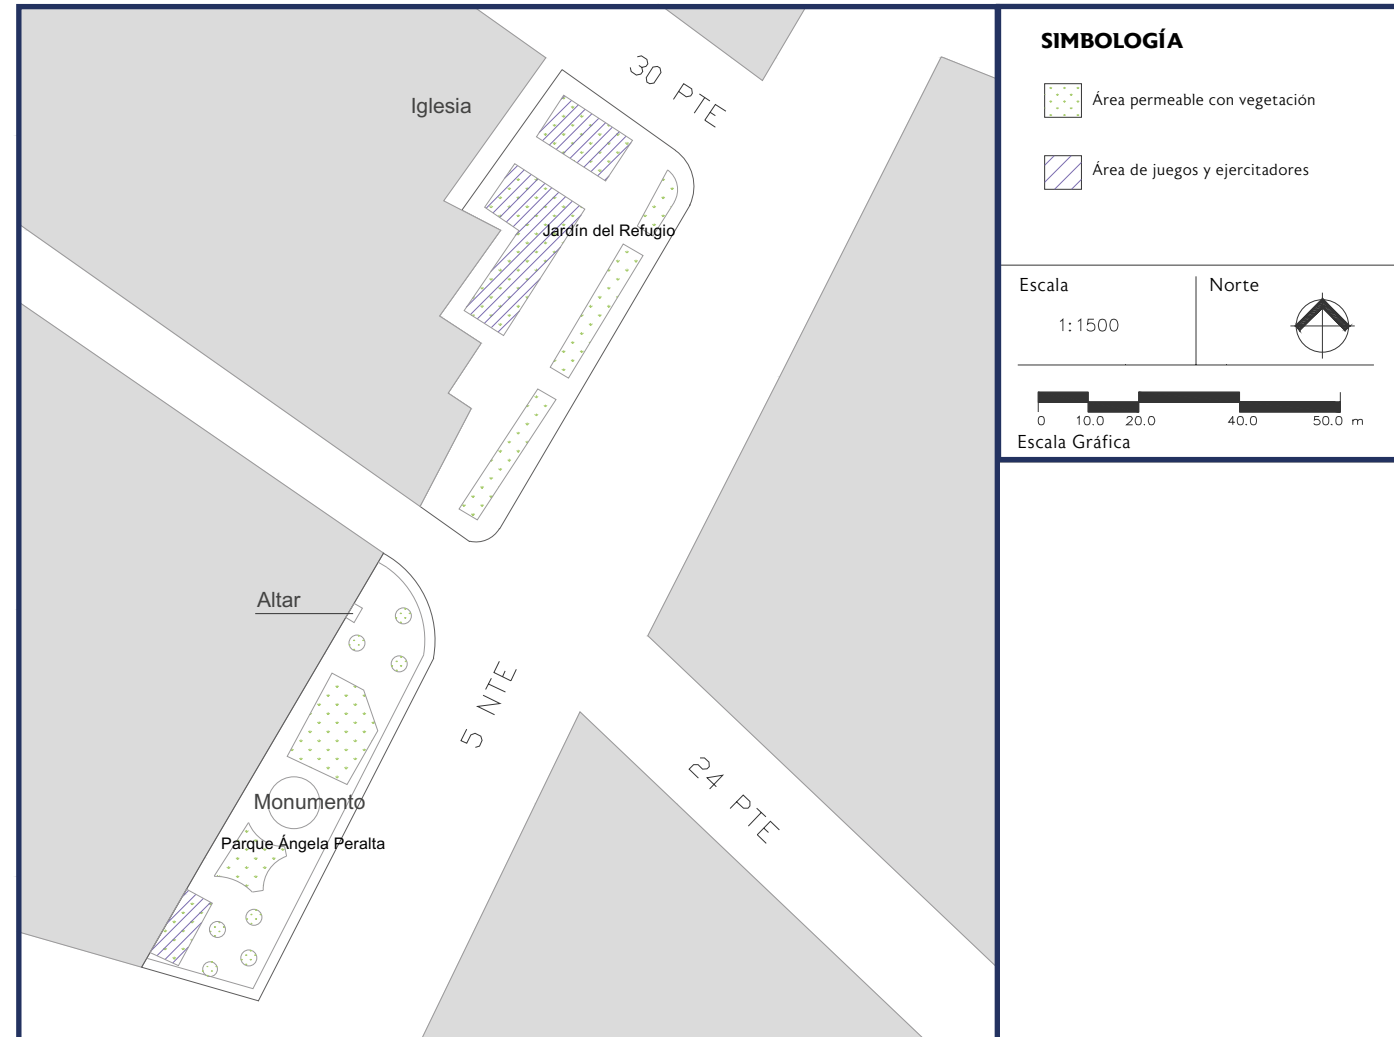 30 PTE
Iglesia
Jardín del Refugio
Altar
5 NTE
24 PTE
Monumento
Parque Ángela Peralta
SIMBOLOGÍA
Área permeable con vegetación
Área de juegos y ejercitadores
Escala
Norte
1:1500
0 10.0 20.0 40.0 50.0 m
Escala Gráfica